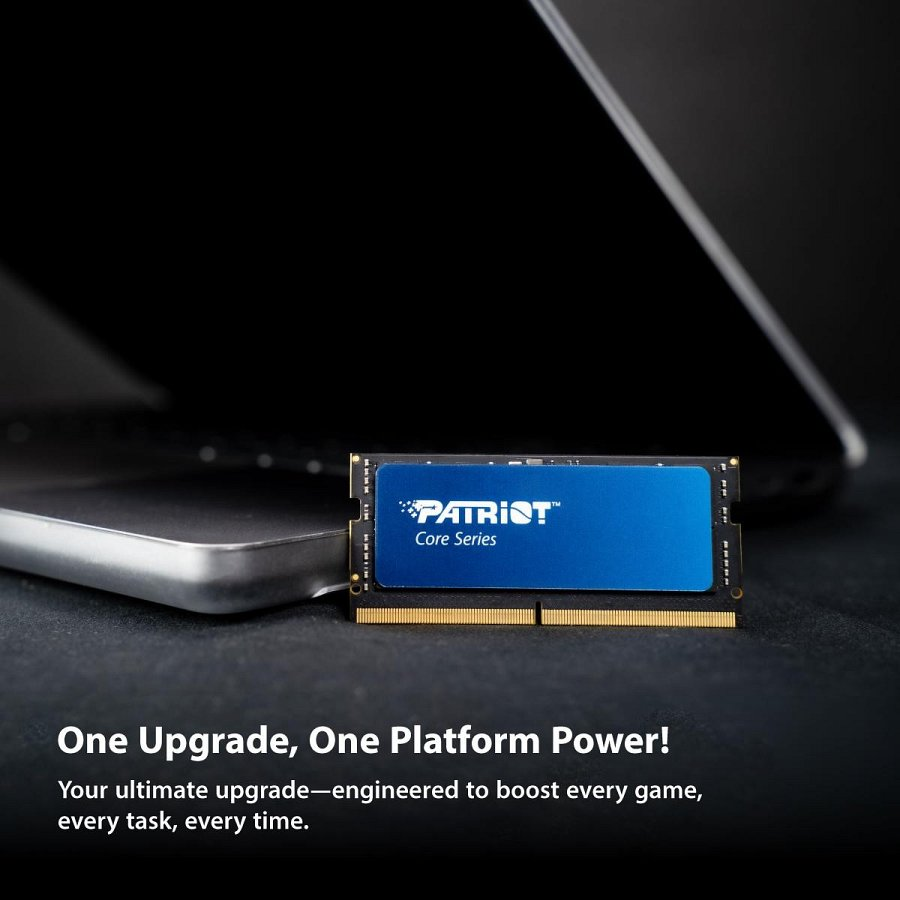 PATRIOT™
Core Series
One Upgrade, One Platform Power!
Your ultimate upgrade—engineered to boost every game,
every task, every time.